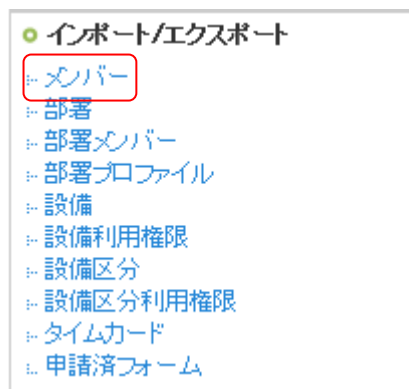 インポート/エクスポート
メンバー
部署
部署メンバー
部署プロファイル
設備
設備利用権限
設備区分
設備区分利用権限
タイムカード
申請済フォーム